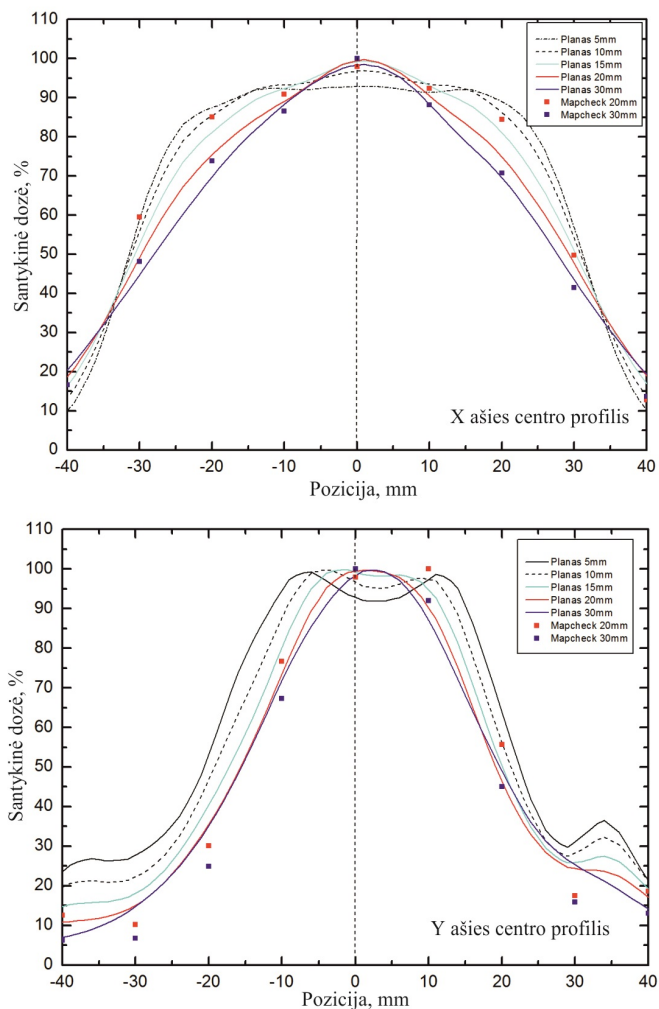 110
100
90
80
70
60
50
40
30
20
10
0
Santykinė dozė, %
Planas 5mm
Planas 10mm
Planas 15mm
Planas 20mm
Planas 30mm
Mapcheck 20mm
Mapcheck 30mm
X ašies centro profilis
-40 -30 -20 -10 0 10 20 30 40
Pozicija, mm
110
100
90
80
70
60
50
40
30
20
10
0
Santykinė dozė, %
Planas 5mm
Planas 10mm
Planas 15mm
Planas 20mm
Planas 30mm
Mapcheck 20mm
Mapcheck 30mm
Y ašies centro profilis
-40 -30 -20 -10 0 10 20 30 40
Pozicija, mm